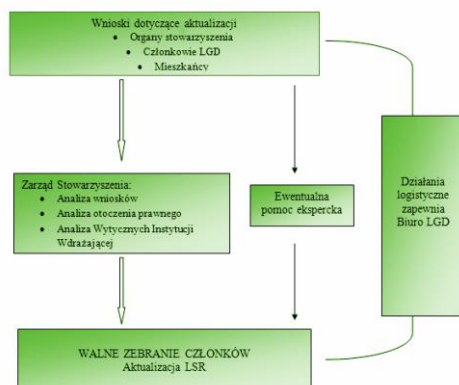 Wnioski dotyczące aktualizacji
• Organy stowarzyszenia
• Członkowie LGD
• Mieszkańcy
Zarząd Stowarzyszenia:
• Analiza wniosków
• Analiza otoczenia prawnego
• Analiza Wytycznych Instytucji
Wdrażającej
Ewentualna
pomoc ekspercka
Działania
logistyczne
zapewnia
Biuro LGD
WALNE ZEBRANIE CZŁONKÓW
Aktualizacja LSR